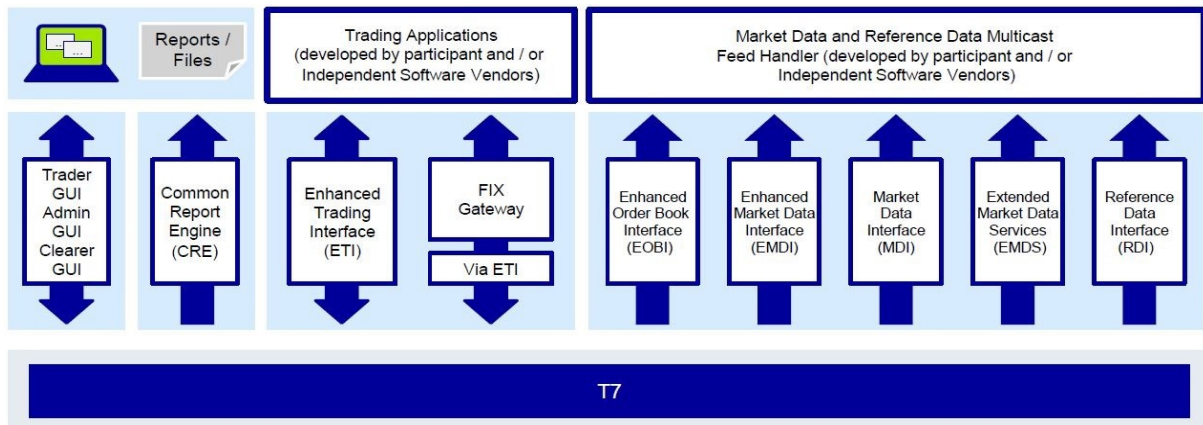 ...
...
Reports /
Files
Trading Applications
(developed by participant and / or
Independent Software Vendors)
Market Data and Reference Data Multicast
Feed Handler (developed by participant and / or
Independent Software Vendors)
Trader
GUI
Admin
GUI
Clearer
GUI
Common
Report
Engine
(CRE)
Enhanced
Trading
Interface
(ETI)
FIX
Gateway
Via ETI
Enhanced
Order Book
Interface
(EOBI)
Enhanced
Market Data
Interface
(EMDI)
Market
Data
Interface
(MDI)
Extended
Market Data
Services
(EMDS)
Reference
Data
Interface
(RDI)
T7